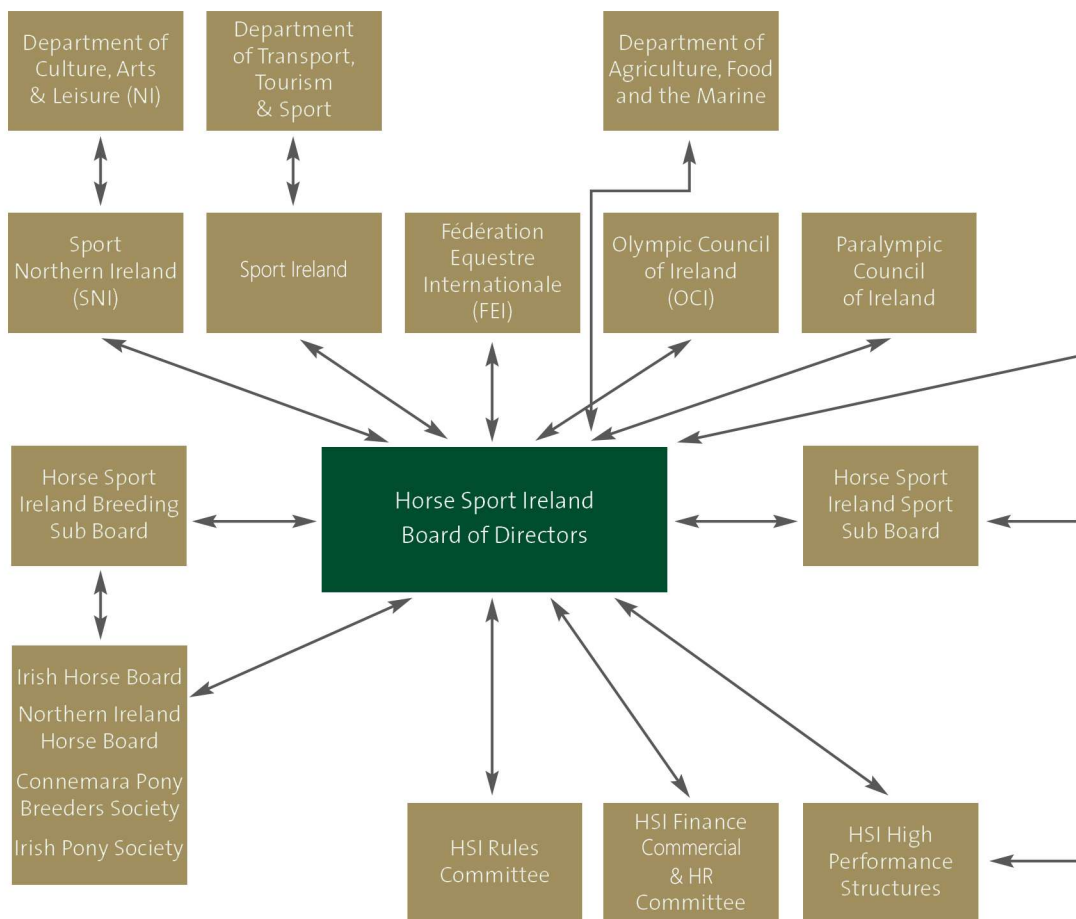 Department of
Culture, Arts
& Leisure (NI)
Department
of Transport,
Tourism
& Sport
Department of
Agriculture, Food
and the Marine
Sport
Northern Ireland
(SNI)
Sport Ireland
Fédération
Equestre
Internationale
(FEI)
Olympic Council
of Ireland
(OCI)
Paralympic
Council
of Ireland
Horse Sport
Ireland Breeding
Sub Board
Horse Sport Ireland
Board of Directors
Horse Sport
Ireland Sport
Sub Board
Irish Horse Board
Northern Ireland
Horse Board
Connemara Pony
Breeders Society
Irish Pony Society
HSI Rules
Committee
HSI Finance
Commercial
& HR
Committee
HSI High
Performance
Structures